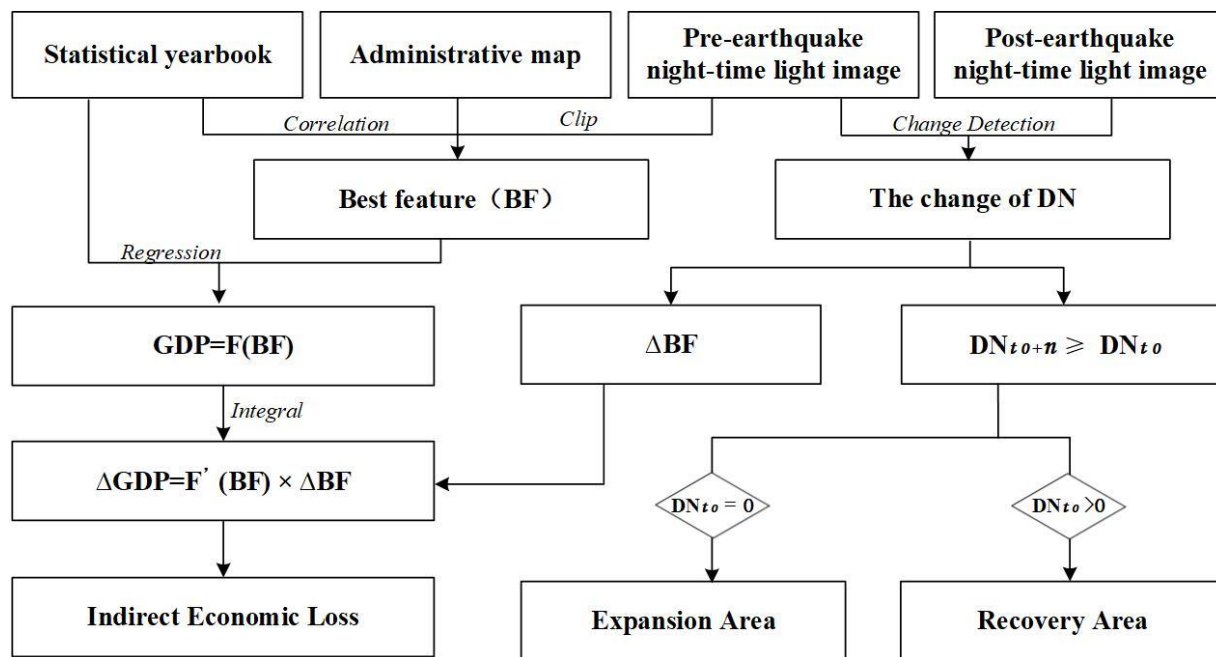 Statistical yearbook
Administrative map
Pre-earthquake
night-time light image
Post-earthquake
night-time light image
Correlation
Clip
Change Detection
Best feature（BF）
The change of DN
Regression
GDP=F(BF)
ΔBF
DNt0+n ≥ DNt0
Integral
ΔGDP=F' (BF) × ΔBF
DNt0 = 0
DNt0 >0
Indirect Economic Loss
Expansion Area
Recovery Area